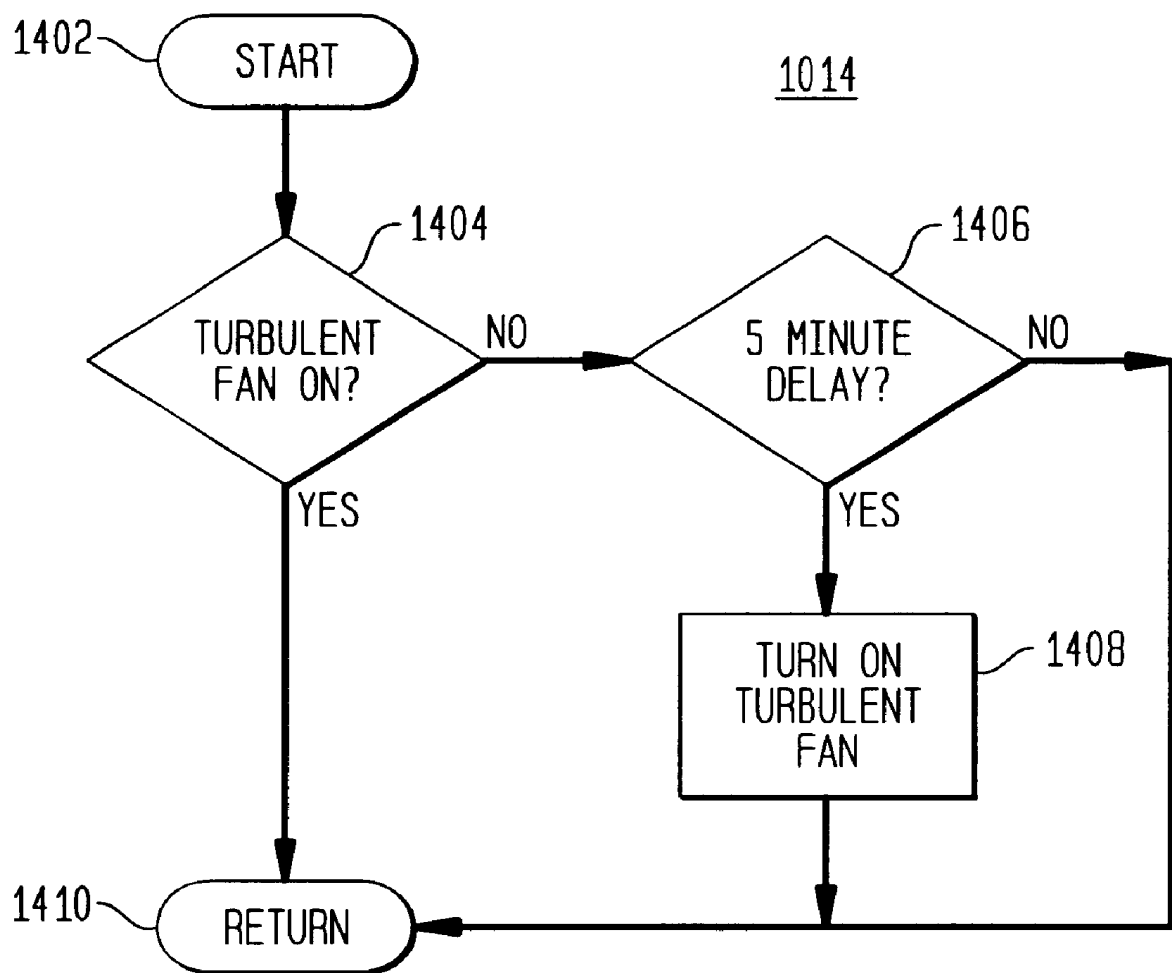 1402
START
1014
1404
1406
TURBULENT
FAN ON?
NO
5 MINUTE
DELAY?
NO
YES
YES
TURN ON
TURBULENT
FAN
1408
1410
RETURN